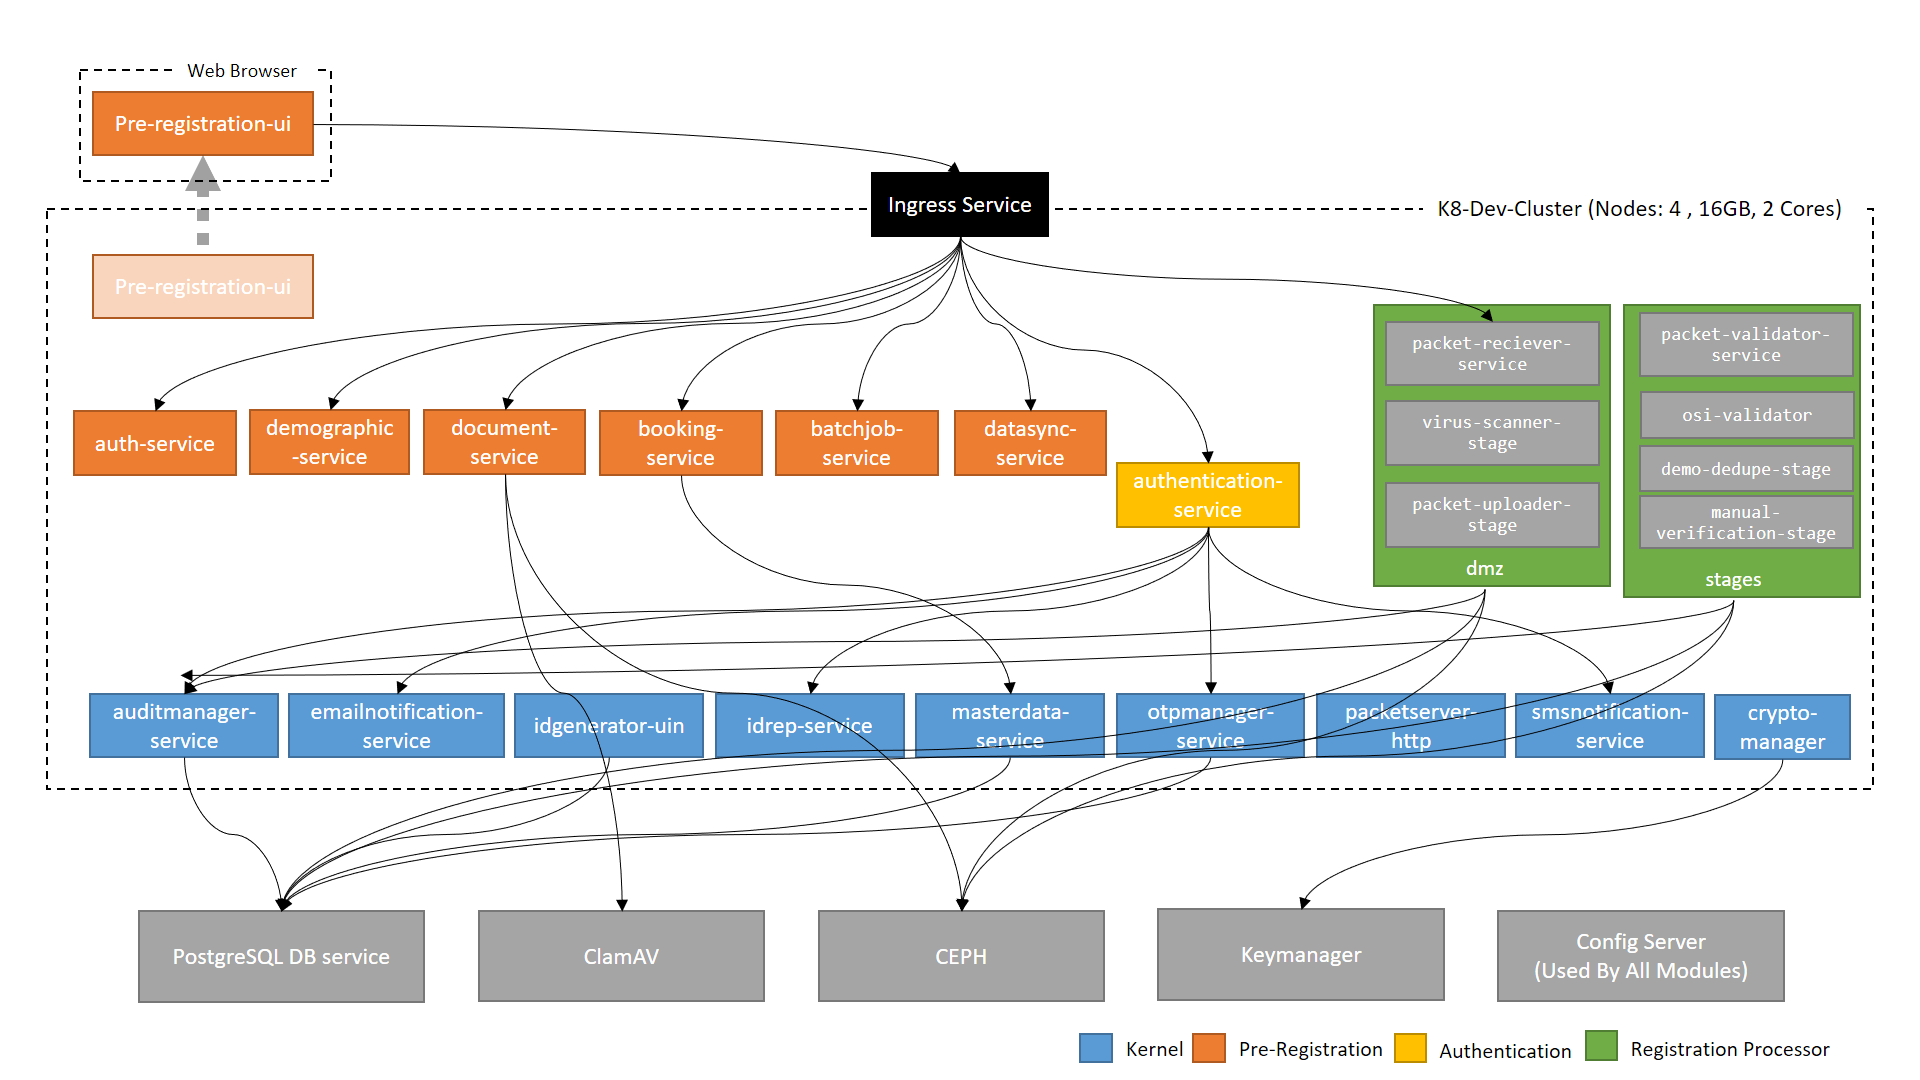 Web Browser
Pre-registration-ui
Ingress Service
K8-Dev-Cluster (Nodes: 4 , 16GB, 2 Cores)
Pre-registration-ui
auth-service
demographic
-service
document-
service
booking-
service
batchjob-
service
datasync-
service
authentication-
service
packet-reciever-
service
virus-scanner-
stage
packet-uploader-
stage
dmz
packet-validator-
service
osi-validator
demo-dedupe-stage
manual-
verification-stage
stages
auditmanager-
service
emailnotification-
service
idgenerator-uin
idrep-service
masterdata-
service
otpmanager-
service
packetserver-
http
smsnotification-
service
crypto-
manager
PostgreSQL DB service
ClamAV
CEPH
Keymanager
Config Server
(Used By All Modules)
Kernel
Pre-Registration
Authentication
Registration Processor